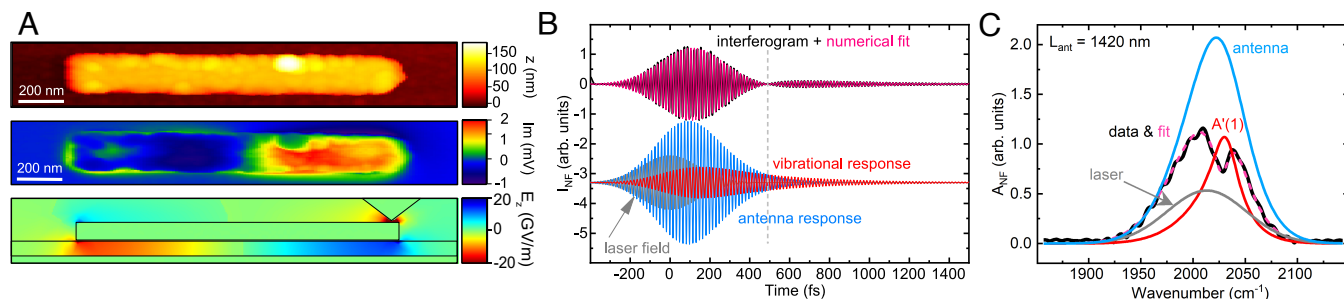 A
200 nm
150
100
50
0
z (nm)
200 nm
2
1
0
-1
Im (mV)
20
0
-20
E_z (GV/m)
B
interferogram + numerical fit
vibrational response
antenna response
laser field
1
0
-1
-2
-3
-4
-5
I_NF (arb. units)
-400 -200 0 200 400 600 800 1000 1200 1400
Time (fs)
C
L_ant = 1420 nm
antenna
A'(1)
data & fit
laser
2.0
1.5
1.0
0.5
0.0
A_NF (arb. units)
1900 1950 2000 2050 2100
Wavenumber (cm⁻¹)